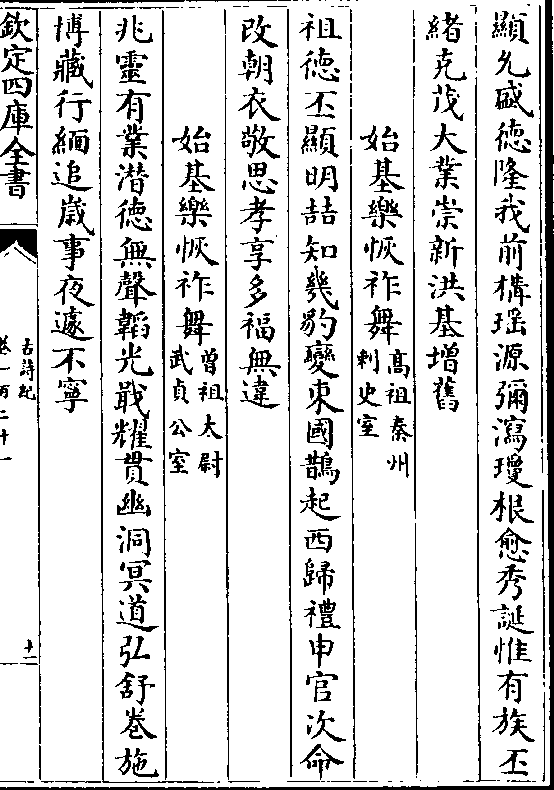 顯允盛德隆我前構瑶源彌瀉瓊根愈秀誕惟有族丕
緒克茂大業崇新洪基增舊
始基樂恢祚舞高祖秦州刺史室
祖德丕顯明喆知幾豹變東國鵲起西歸禮申官次命
改朝衣敬思孝享多福無違
始基樂恢祚舞曽祖太尉武貞公室
兆靈有業潛德無聲韜光戢耀貫幽洞冥道弘舒卷施
博藏行緬追歲事夜遽不寧
欽定四庫全書
古詩紀
卷一百二十一
十一